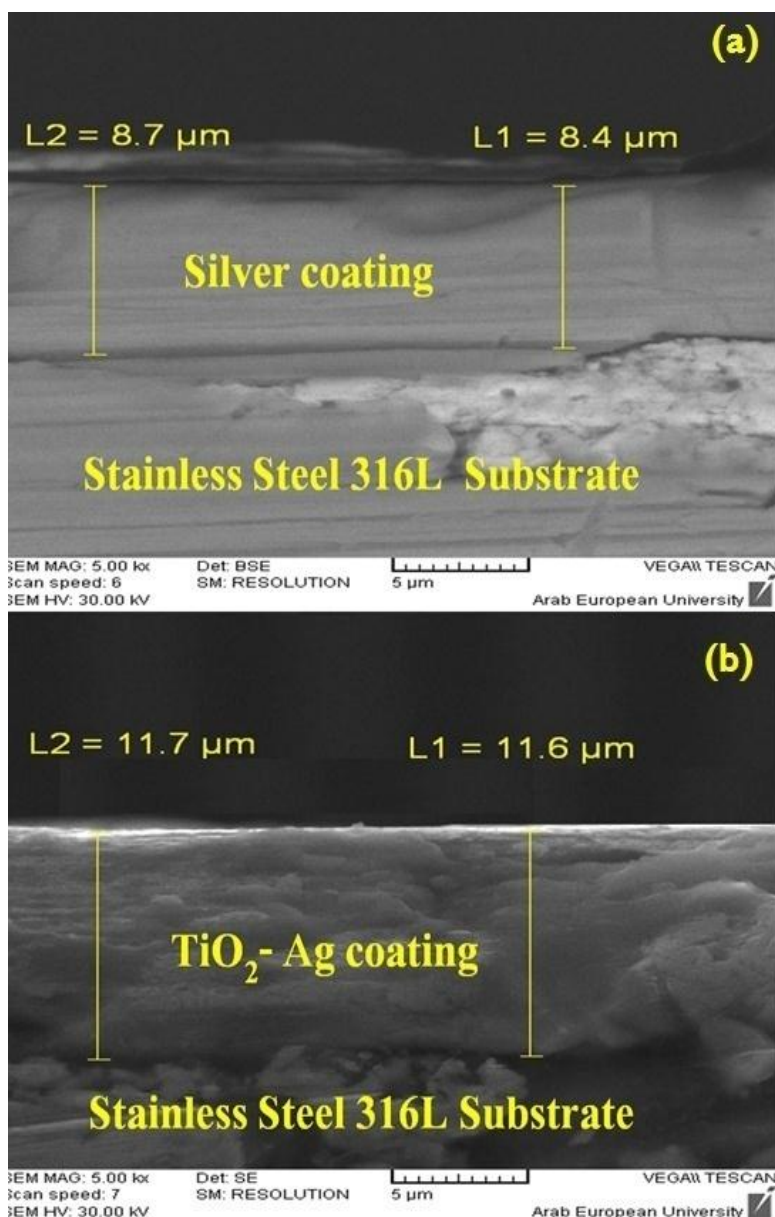 (a)
L2 = 8.7 µm L1 = 8.4 µm
Silver coating
Stainless Steel 316L Substrate
SEM MAG: 5.00 kx Det: BSE VEGA\\ TESCAN
Scan speed: 6 SM: RESOLUTION 5 µm
SEM HV: 30.00 kV Arab European University
(b)
L2 = 11.7 µm L1 = 11.6 µm
TiO₂- Ag coating
Stainless Steel 316L Substrate
SEM MAG: 5.00 kx Det: SE VEGA\\ TESCAN
Scan speed: 7 SM: RESOLUTION 5 µm
SEM HV: 30.00 kV Arab European University